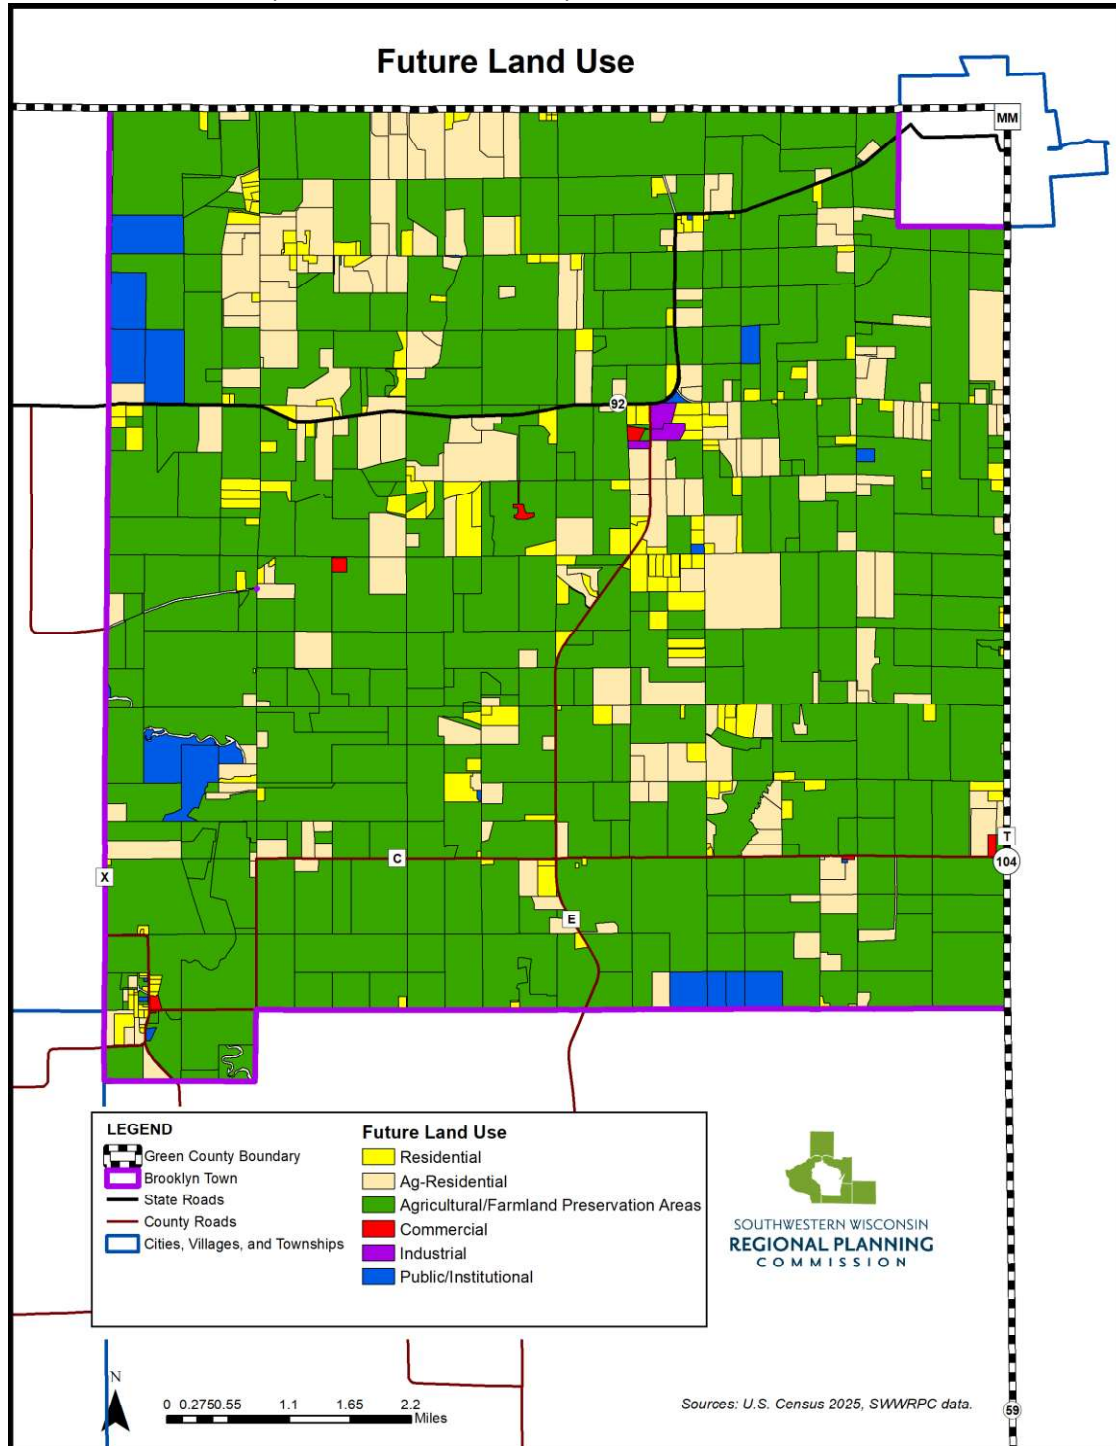 Future Land Use
MM
92
C
X
T
104
E
LEGEND
Green County Boundary
Brooklyn Town
State Roads
County Roads
Cities, Villages, and Townships
Future Land Use
Residential
Ag-Residential
Agricultural/Farmland Preservation Areas
Commercial
Industrial
Public/Institutional
SOUTHWESTERN WISCONSIN
REGIONAL PLANNING
COMMISSION
N
0 0.275 0.55 1.1 1.65 2.2
Miles
Sources: U.S. Census 2025, SWWRPC data.
59